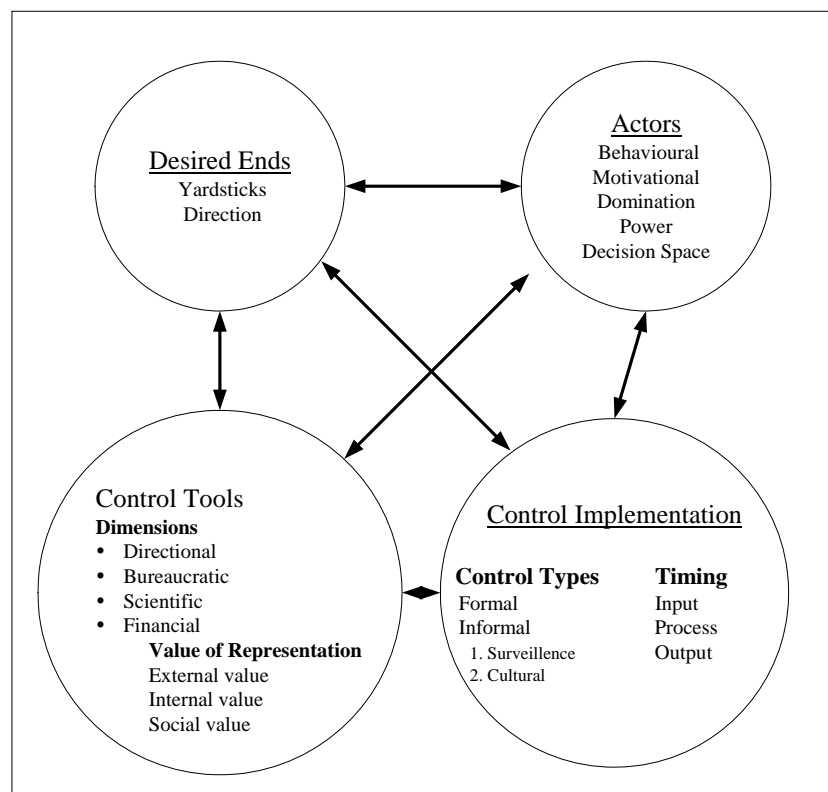 Desired Ends
Yardsticks
Direction
Actors
Behavioural
Motivational
Domination
Power
Decision Space
Control Tools
Dimensions
• Directional
• Bureaucratic
• Scientific
• Financial
Value of Representation
External value
Internal value
Social value
Control Implementation
Control Types
Formal
Informal
1. Surveillence
2. Cultural
Timing
Input
Process
Output